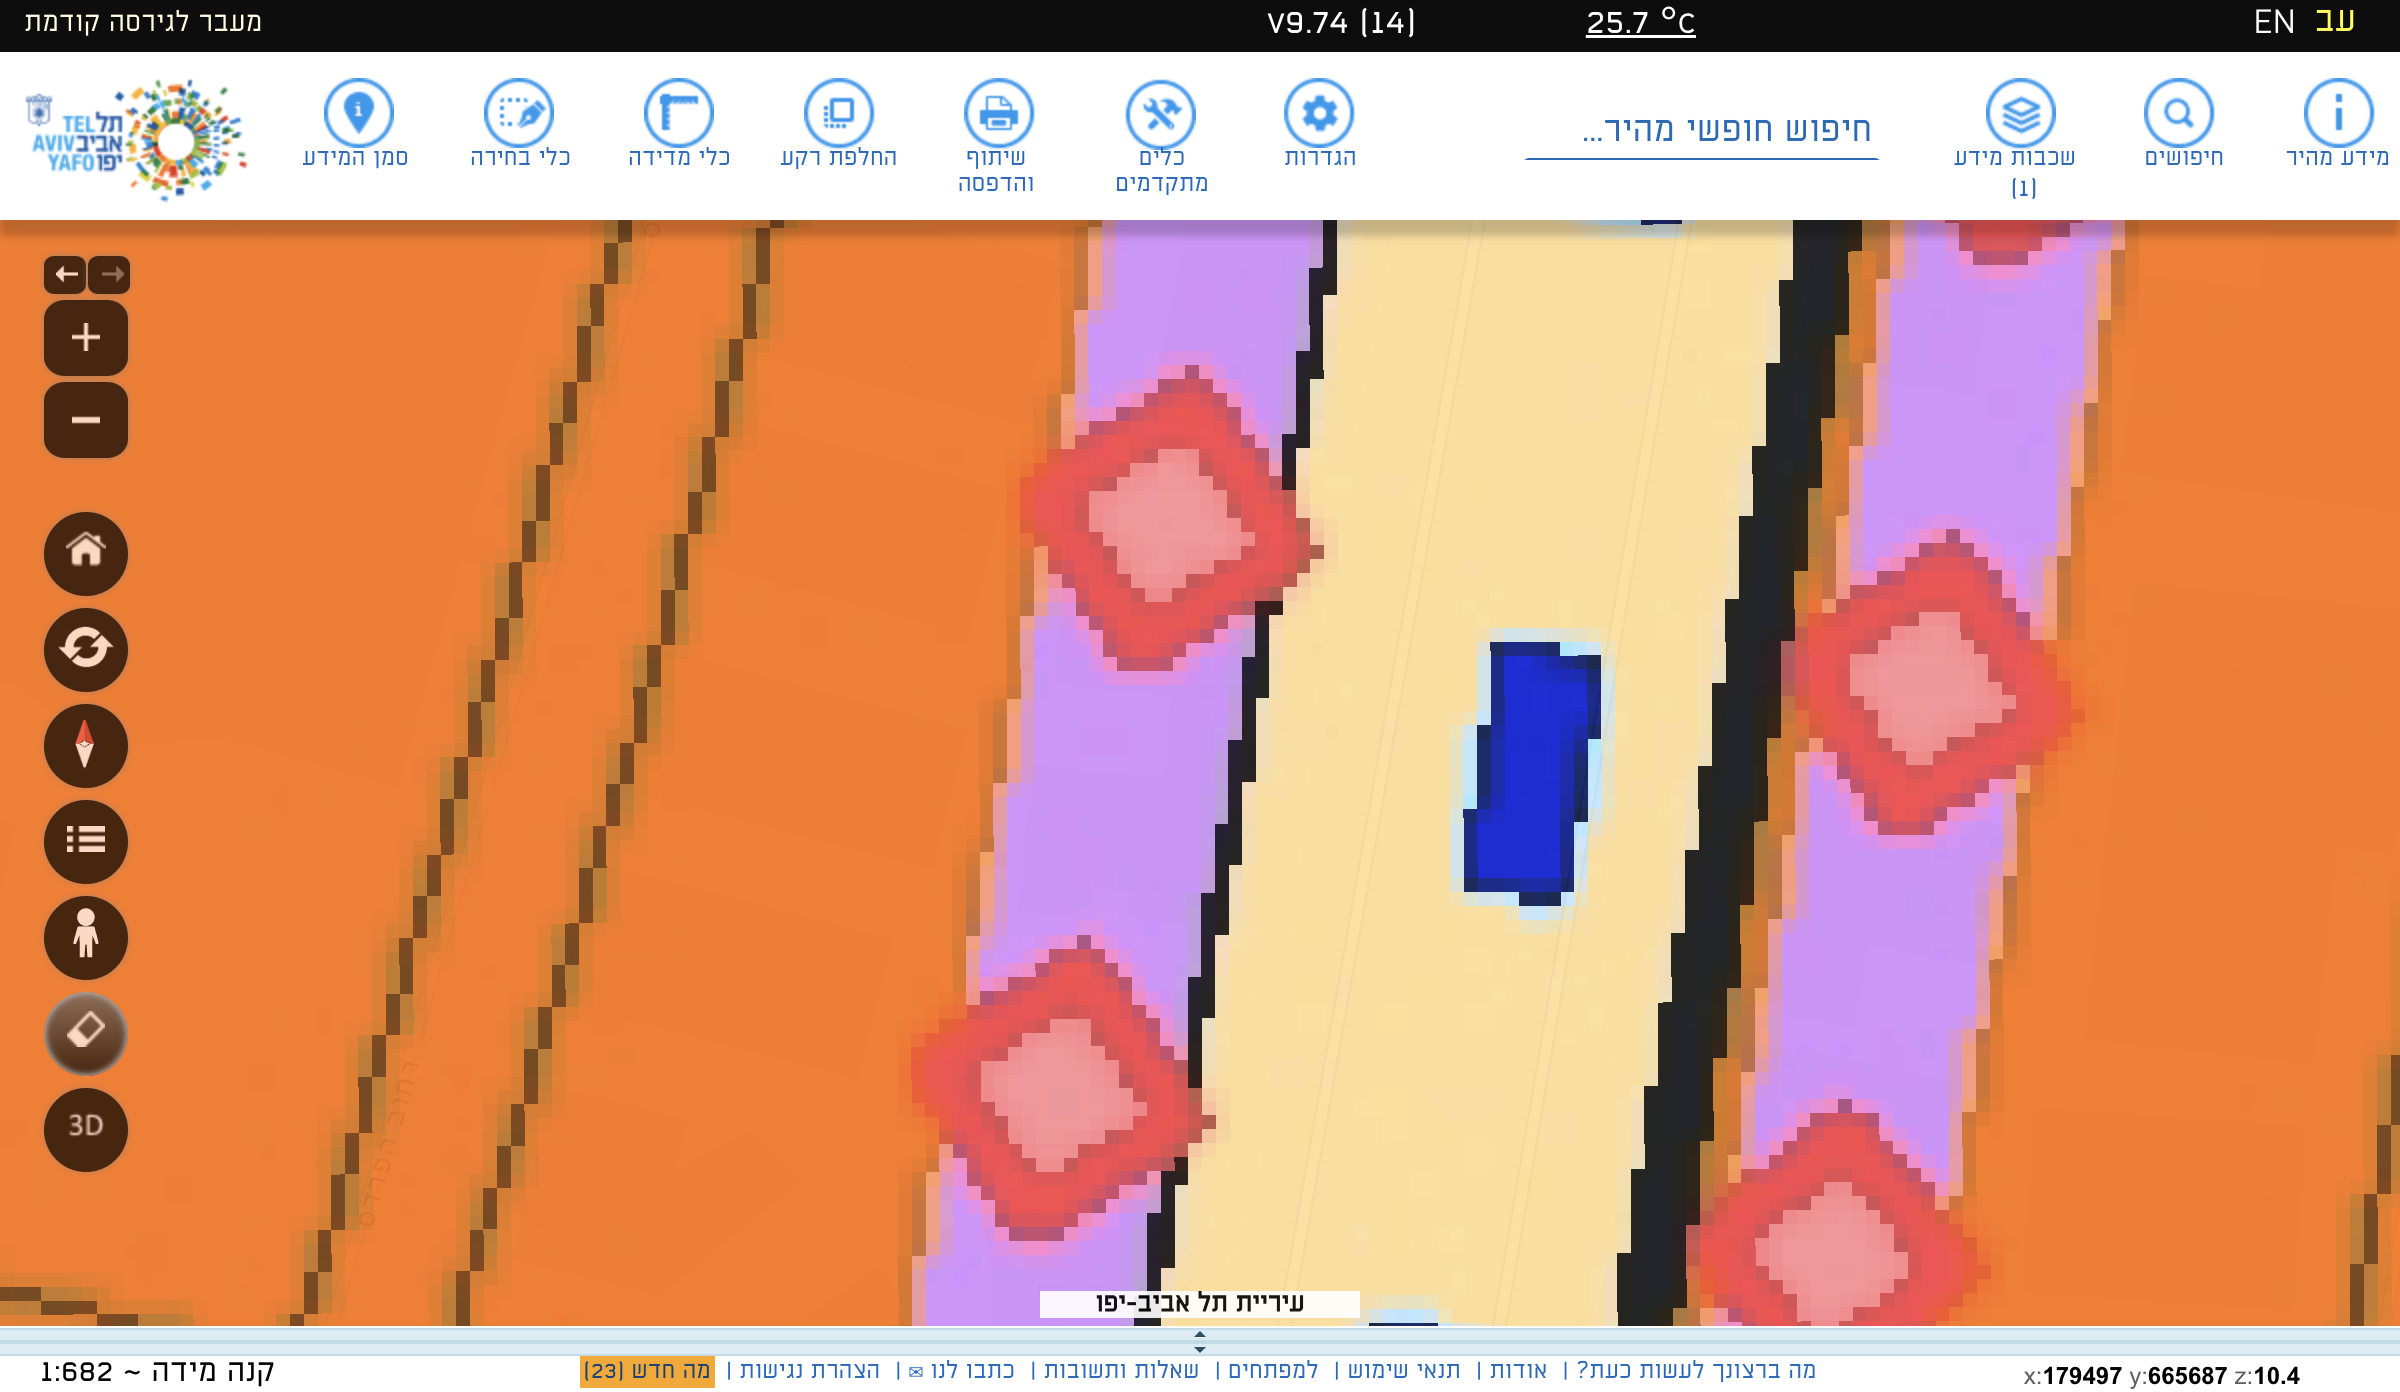 מעבר לגירסה קודמת
V9.74 (14)
25.7 °C
EN עב
תל TEL
אביב AVIV
יפו YAFO
סמן המידע
כלי בחירה
כלי מדידה
החלפת רקע
שיתוף
והדפסה
כלים
מתקדמים
הגדרות
חיפוש חופשי מהיר...
שכבות מידע
(1)
חיפושים
מידע מהיר
3D
רחוב הפרדס
עיריית תל אביב-יפו
קנה מידה ~ 1:682
מה ברצונך לעשות כעת? | אודות | תנאי שימוש | למפתחים | שאלות ותשובות | כתבו לנו ✉ | הצהרת נגישות | מה חדש (23)
x:179497 y:665687 z:10.4